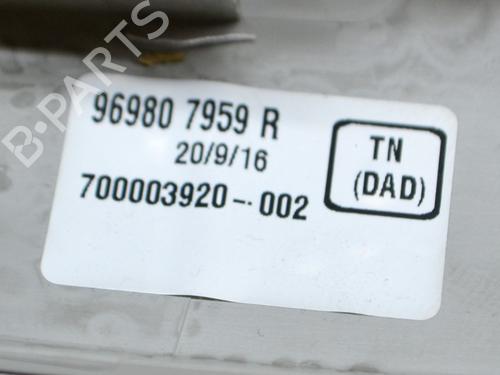 B-PARTS
96980 7959 R
20/9/16
700003920-002
TN
(DAD)